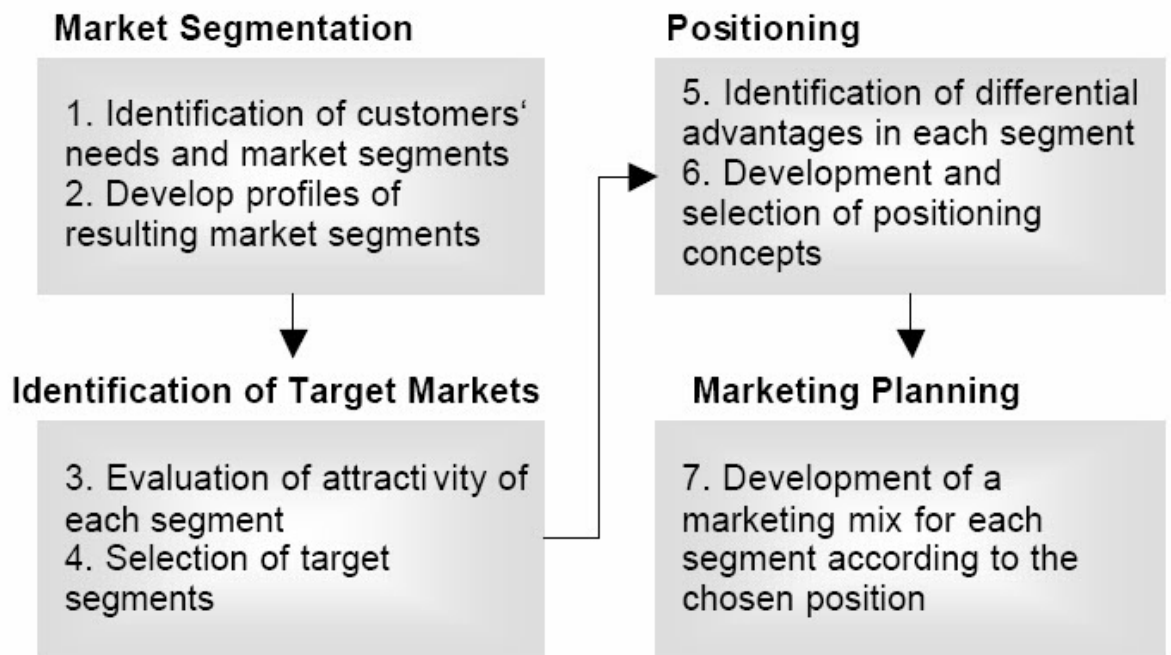 Market Segmentation
1. Identification of customers‘
needs and market segments
2. Develop profiles of
resulting market segments
Identification of Target Markets
3. Evaluation of attractivity of
each segment
4. Selection of target
segments
Positioning
5. Identification of differential
advantages in each segment
6. Development and
selection of positioning
concepts
Marketing Planning
7. Development of a
marketing mix for each
segment according to the
chosen position